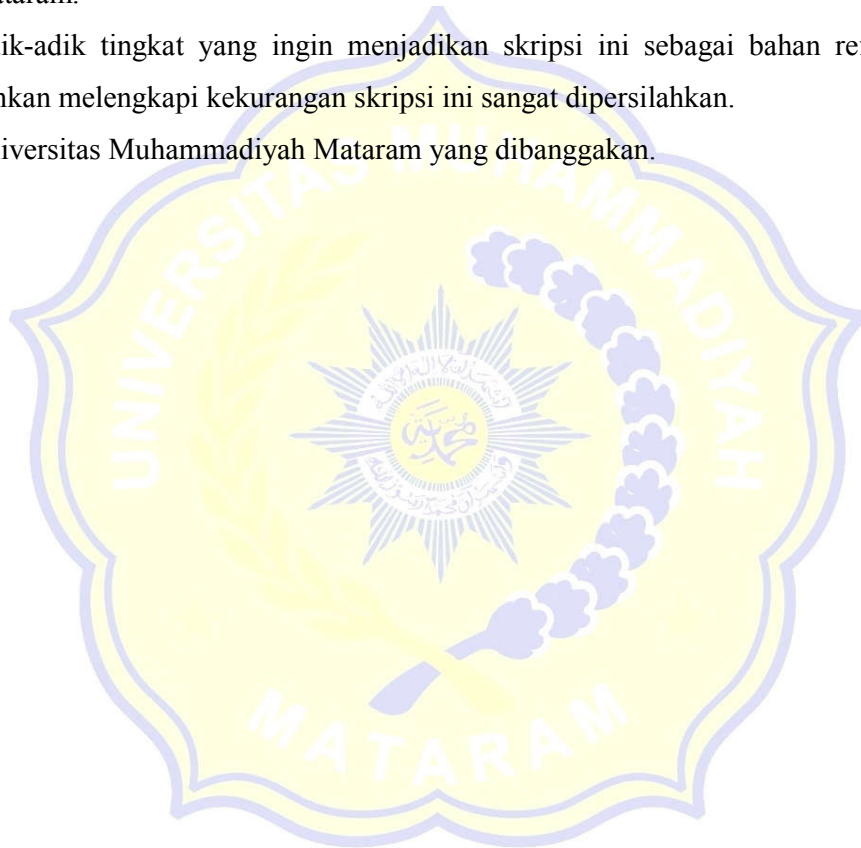 ataram.
ik-adik tingkat yang ingin menjadikan skripsi ini sebagai bahan re
nkan melengkapi kekurangan skripsi ini sangat dipersilahkan.
iversitas Muhammadiyah Mataram yang dibanggakan.
UNIVERSITAS MUHAMMADIYAH
محمدية
MATARAM